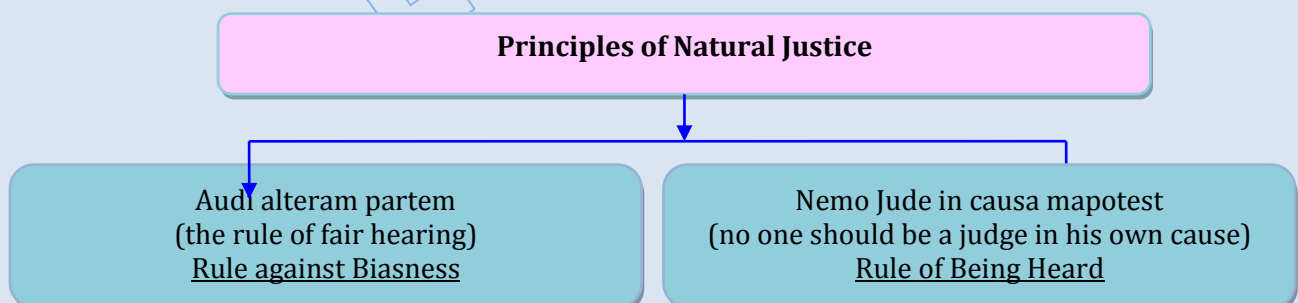 Principles of Natural Justice
Audi alteram partem
(the rule of fair hearing)
Rule against Biasness
Nemo Jude in causa mapotest
(no one should be a judge in his own cause)
Rule of Being Heard